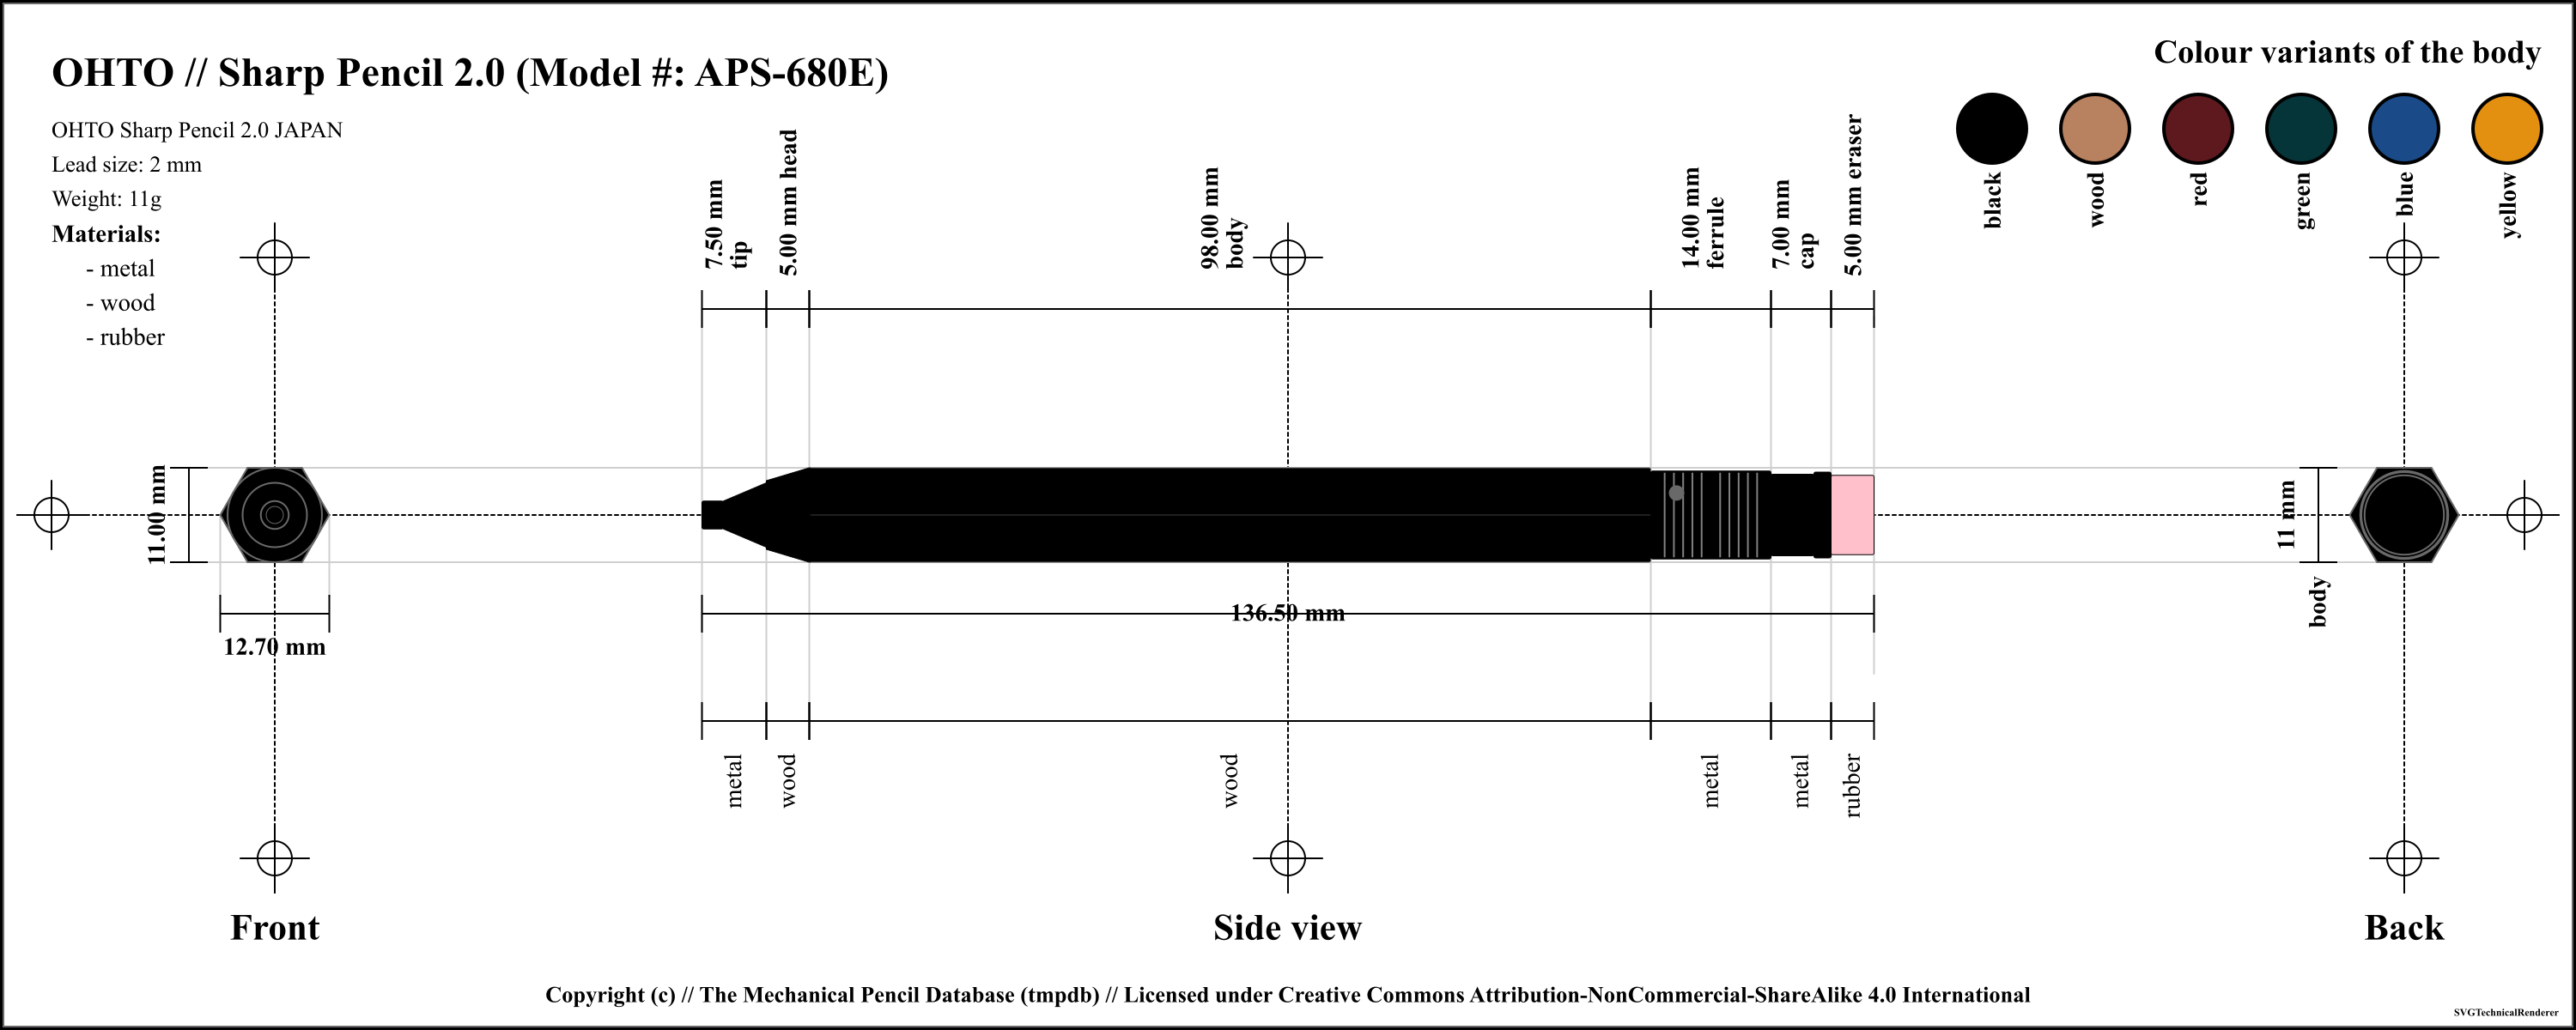 OHTO // Sharp Pencil 2.0 (Model #: APS-680E)
OHTO Sharp Pencil 2.0 JAPAN
Lead size: 2 mm
Weight: 11g
Materials:
- metal
- wood
- rubber
Colour variants of the body
black
wood
red
green
blue
yellow
7.50 mm
tip
5.00 mm head
98.00 mm
body
14.00 mm
ferrule
7.00 mm
cap
5.00 mm eraser
11.00 mm
12.70 mm
136.50 mm
11 mm
body
metal
wood
wood
metal
metal
rubber
Front
Side view
Back
Copyright (c) // The Mechanical Pencil Database (tmpdb) // Licensed under Creative Commons Attribution-NonCommercial-ShareAlike 4.0 International
SVGTechnicalRenderer